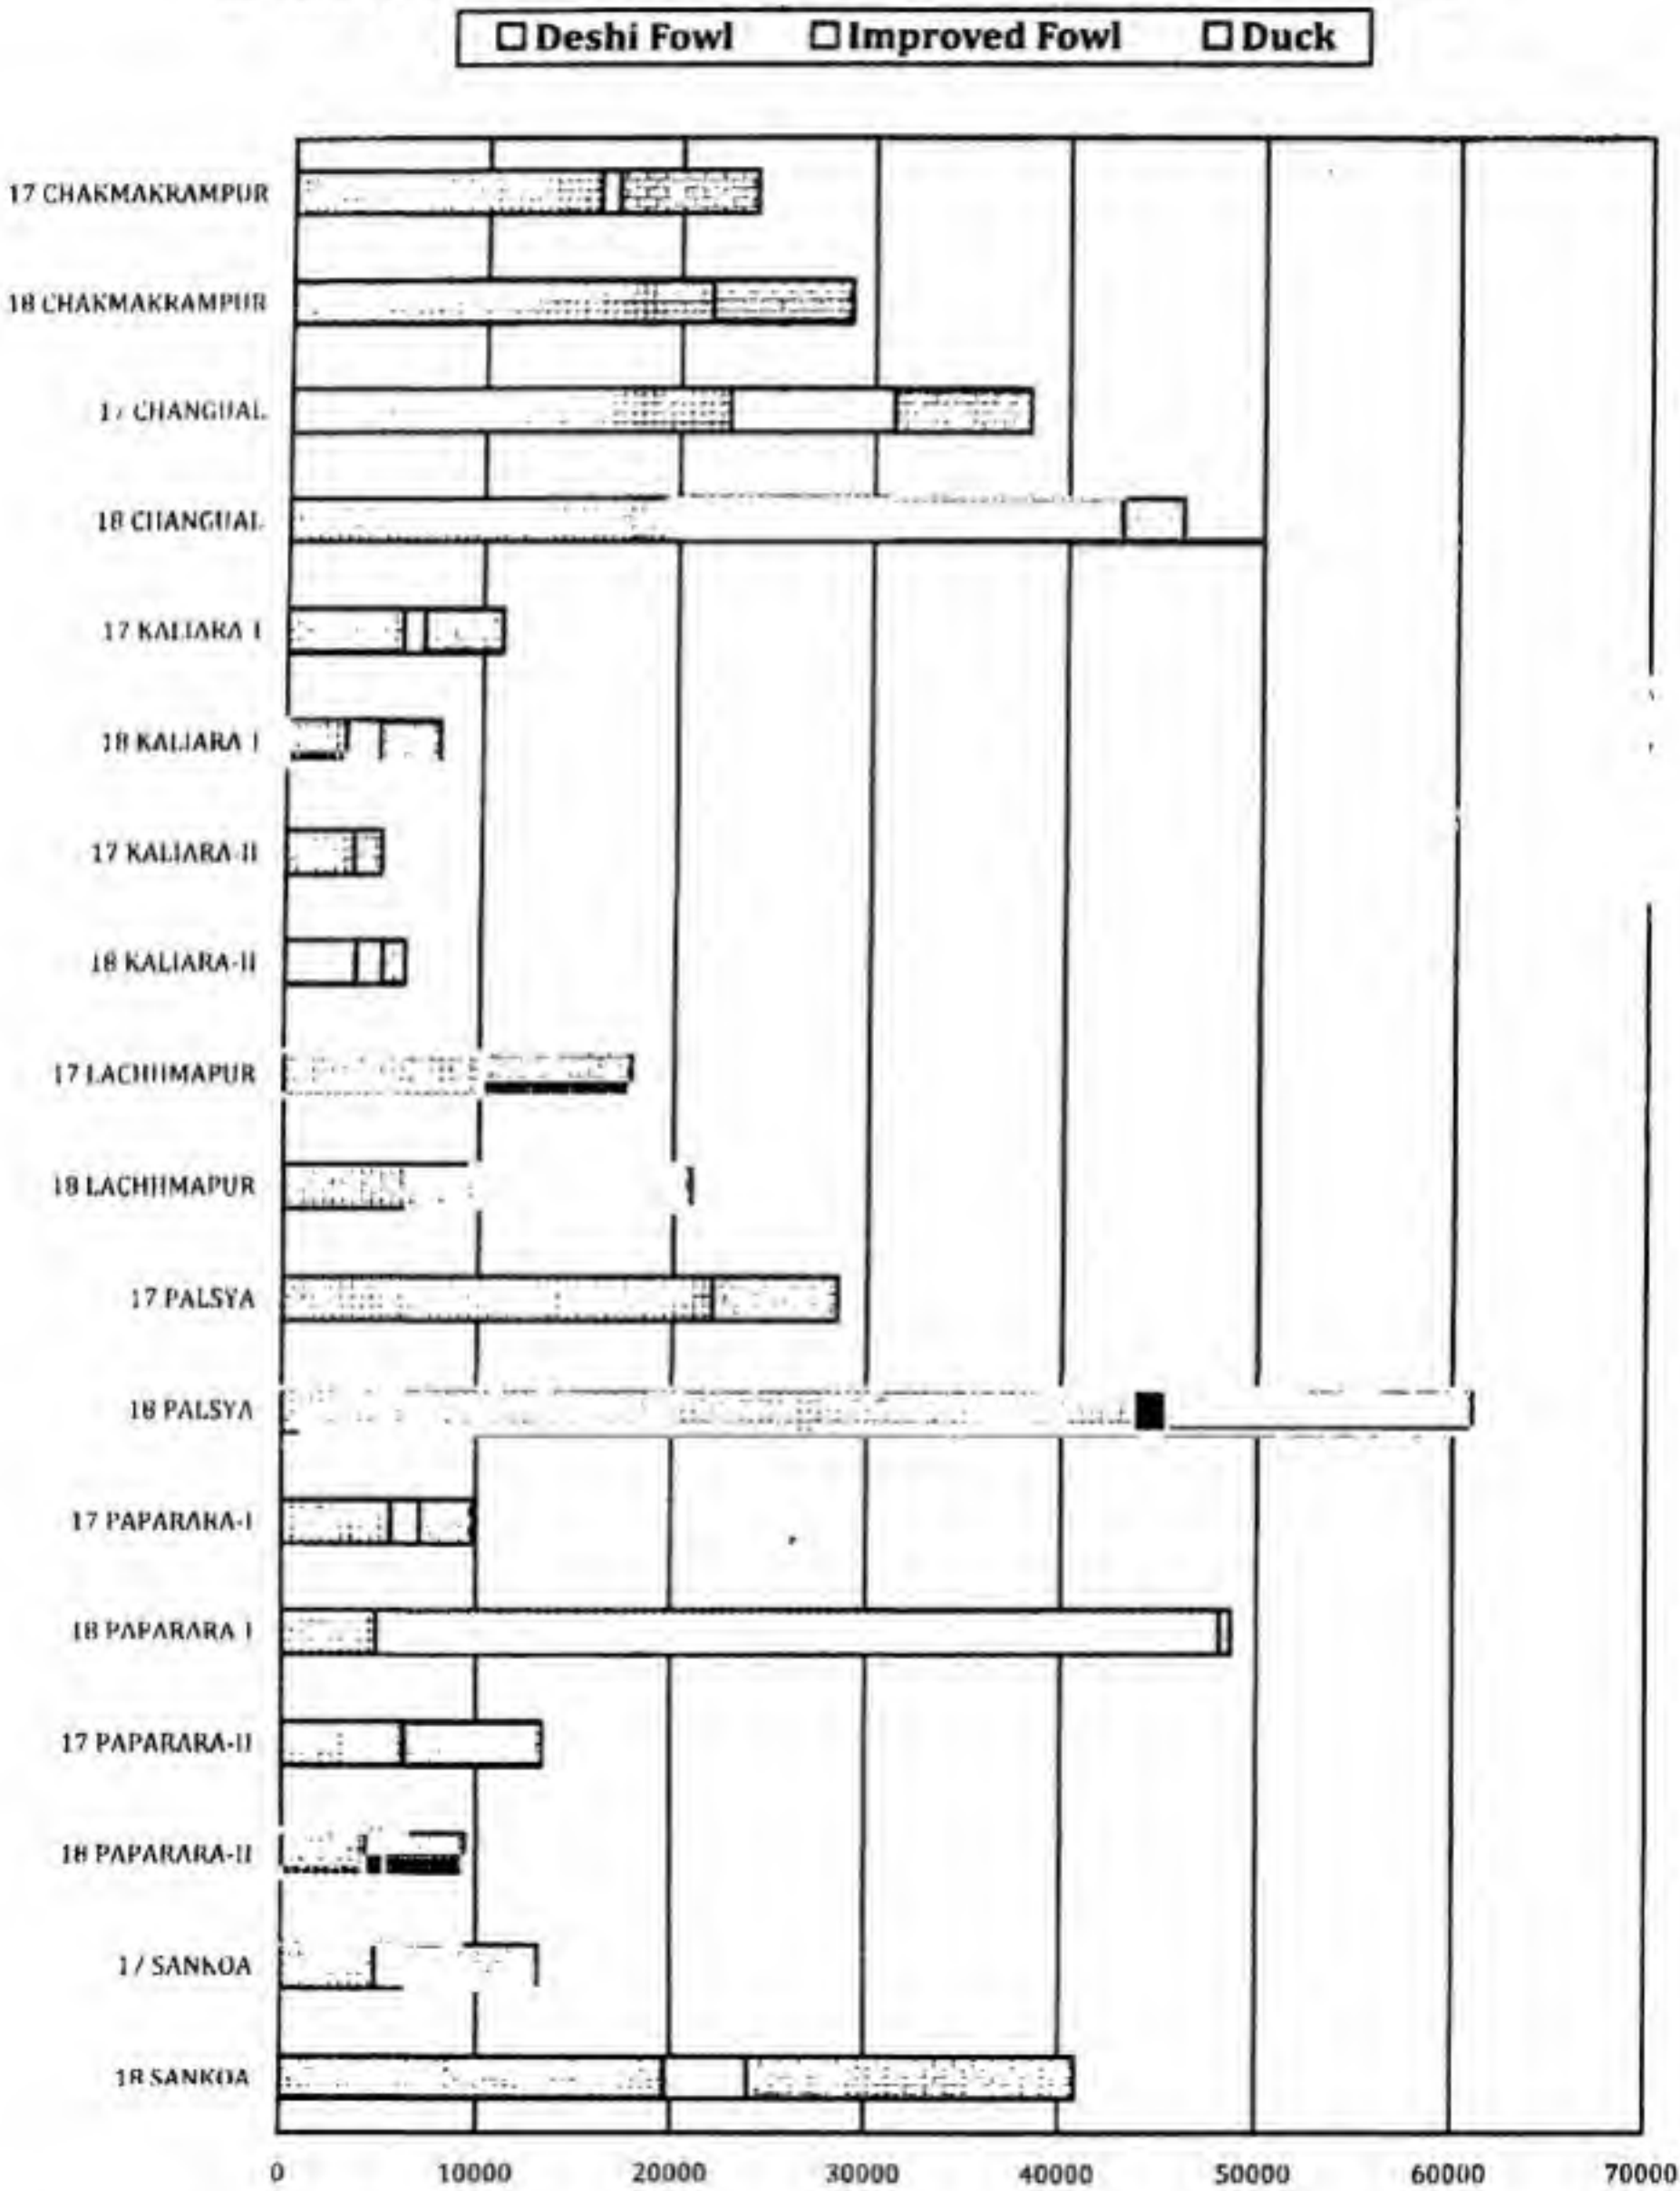 Deshi Fowl Improved Fowl Duck
17 CHAKMAKRAMPUR
18 CHAKMAKRAMPUR
17 CHANGUAL
18 CHANGUAL
17 KALIARA I
18 KALIARA I
17 KALIARA-II
18 KALIARA-II
17 LACHHMAPUR
18 LACHHMAPUR
17 PALSYA
18 PALSYA
17 PAPARARA-I
18 PAPARARA I
17 PAPARARA-II
18 PAPARARA-II
17 SANKOA
18 SANKOA
0 10000 20000 30000 40000 50000 60000 70000